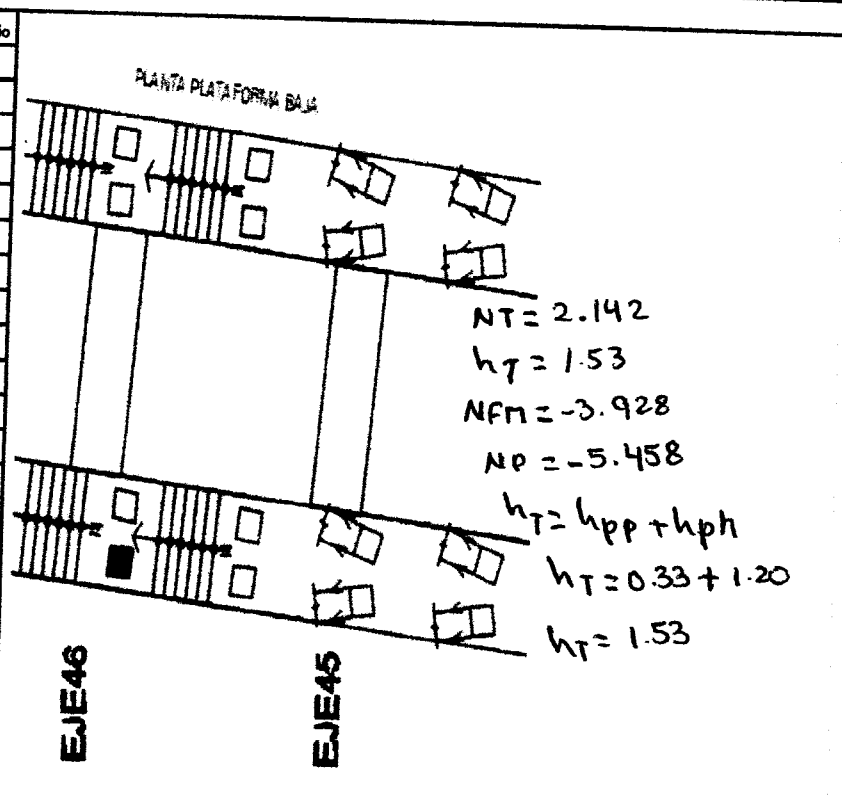 PLANTA PLATAFORMA BAJA
NT = 2.142
hT = 1.53
NFM = -3.928
NP = -5.458
hT = hpp + hph
hT = 0.33 + 1.20
hT = 1.53
EJE46
EJE45